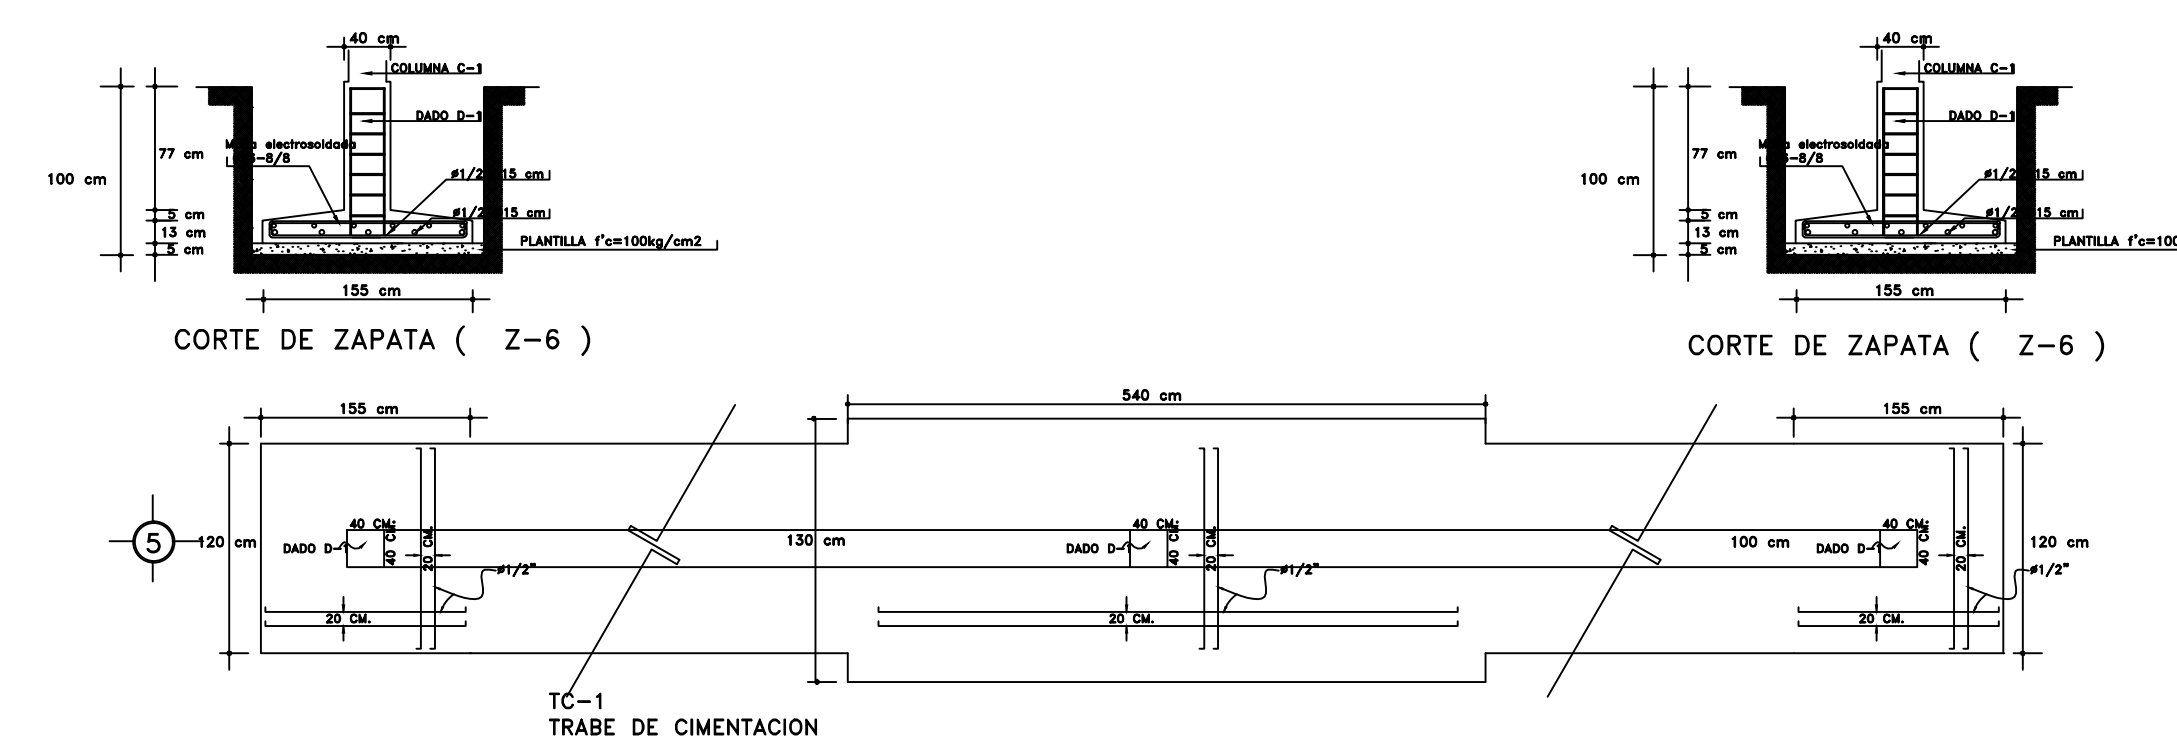 40 cm
COLUMNA C-1
DADO D-1
electrosoldada
77 cm
100 cm
ø1/2 15 cm
ø1/2 15 cm
5 cm
13 cm
5 cm
PLANTILLA f'c=100kg/cm2
155 cm
CORTE DE ZAPATA ( Z-6 )
40 cm
COLUMNA C-1
DADO D-1
electrosoldada
77 cm
100 cm
ø1/2 15 cm
ø1/2 15 cm
5 cm
13 cm
5 cm
PLANTILLA f'c=100
155 cm
CORTE DE ZAPATA ( Z-6 )
155 cm
540 cm
155 cm
5
120 cm
40 CM.
40 CM.
DADO D-1
20 CM.
ø1/2"
20 CM.
130 cm
40 CM.
40 CM.
DADO D-1
20 CM.
ø1/2"
20 CM.
100 cm
40 CM.
40 CM.
DADO D-1
20 CM.
120 cm
ø1/2"
20 CM.
TC-1
TRABE DE CIMENTACION